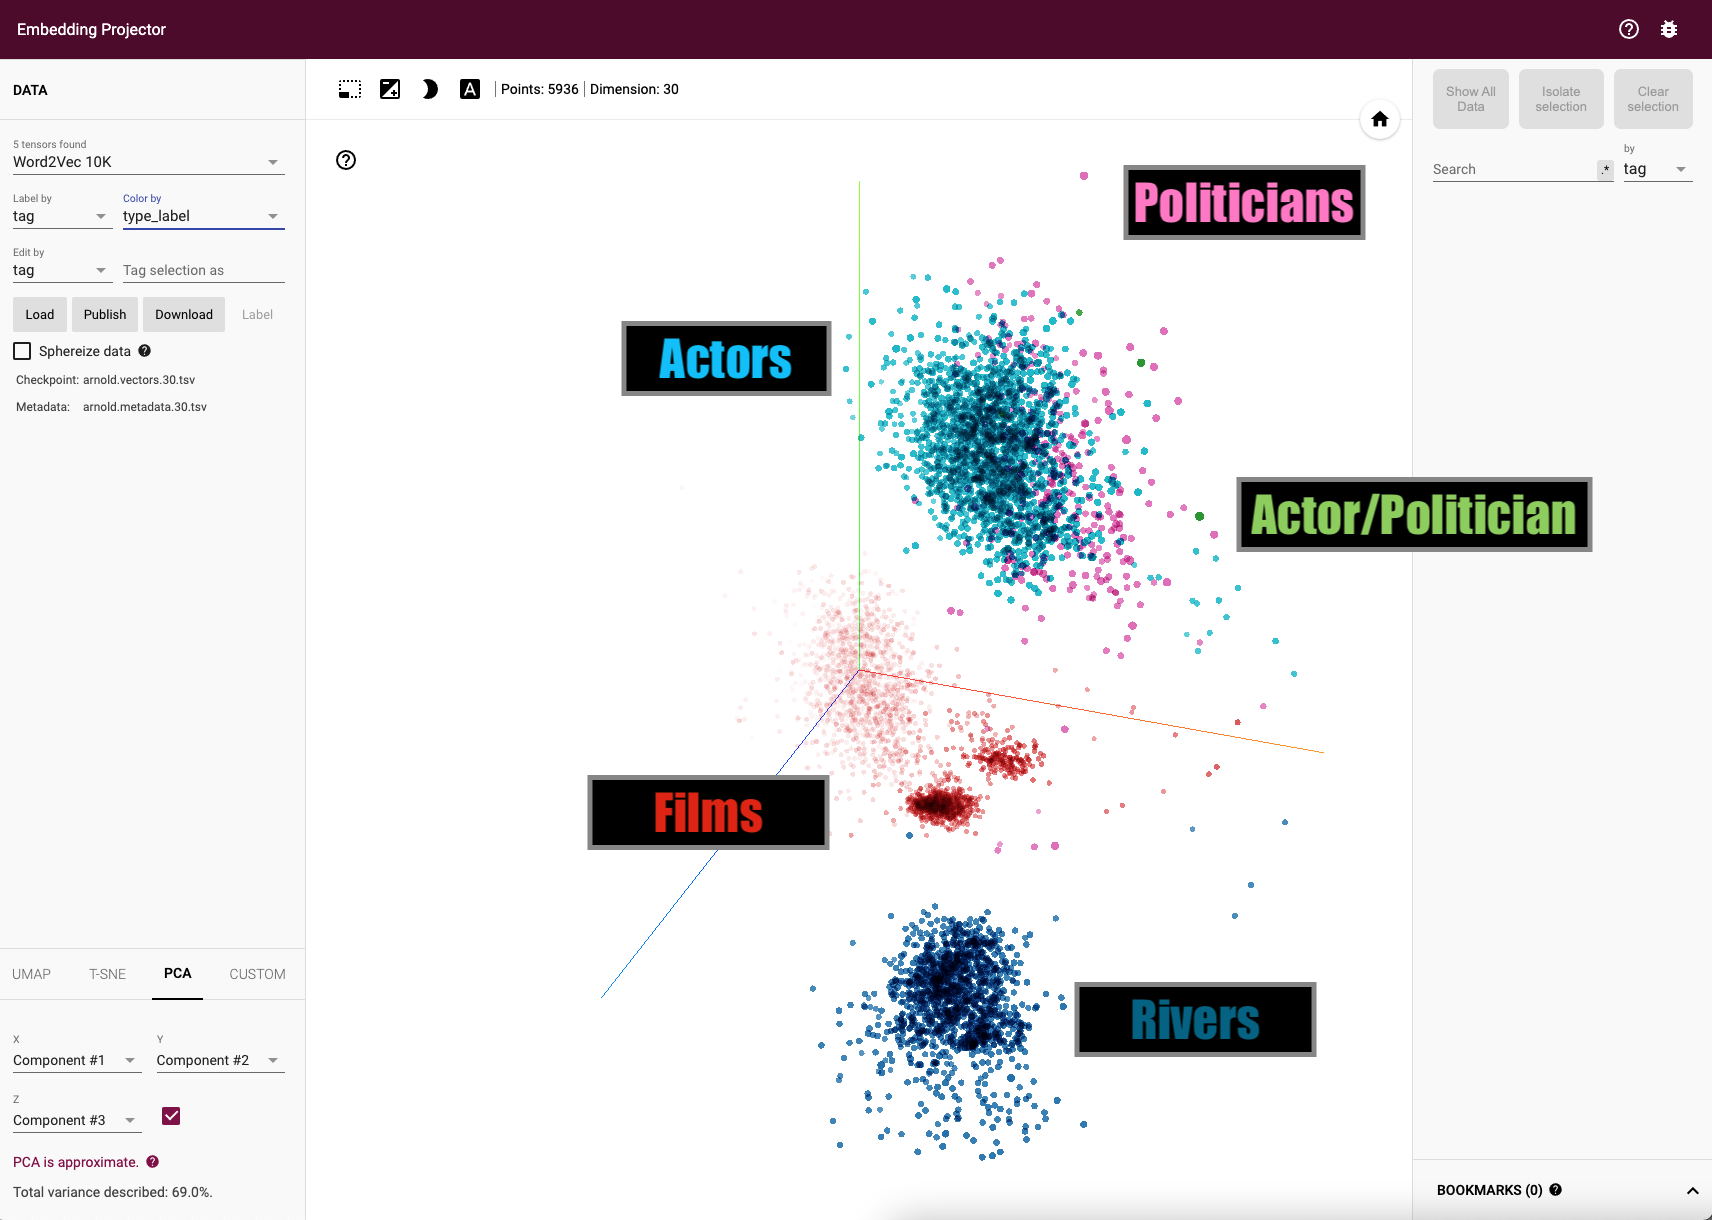 Embedding Projector
DATA
5 tensors found
Word2Vec 10K
Label by
tag
Color by
type_label
Edit by
tag
Tag selection as
Load
Publish
Download
Label
Sphereize data
Checkpoint: arnold.vectors.30.tsv
Metadata: arnold.metadata.30.tsv
UMAP
T-SNE
PCA
CUSTOM
X
Component #1
Y
Component #2
Z
Component #3
PCA is approximate.
Total variance described: 69.0%.
A
Points: 5936
Dimension: 30
Politicians
Actors
Actor/Politician
Films
Rivers
Show All
Data
Isolate
selection
Clear
selection
Search
.*
by
tag
BOOKMARKS (0)